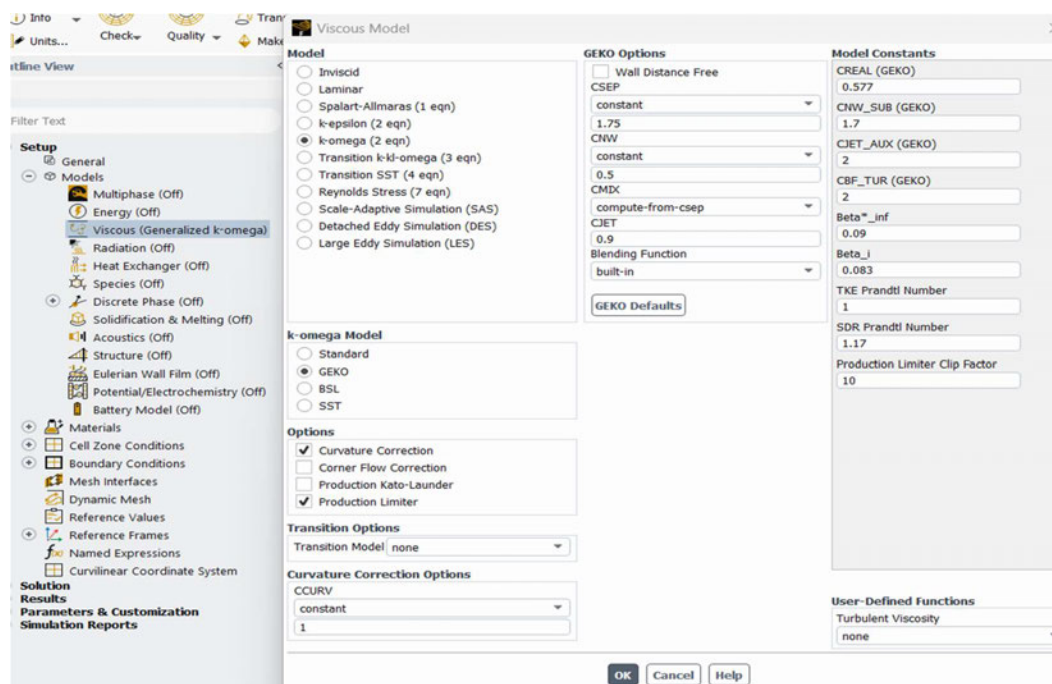 Info
Units...
Check
Quality
Viscous Model
Outline View
Filter Text
Setup
General
Models
Multiphase (Off)
Energy (Off)
Viscous (Generalized k-omega)
Radiation (Off)
Heat Exchanger (Off)
Species (Off)
Discrete Phase (Off)
Solidification & Melting (Off)
Acoustics (Off)
Structure (Off)
Eulerian Wall Film (Off)
Potential/Electrochemistry (Off)
Battery Model (Off)
Materials
Cell Zone Conditions
Boundary Conditions
Mesh Interfaces
Dynamic Mesh
Reference Values
Reference Frames
Named Expressions
Curvilinear Coordinate System
Solution
Results
Parameters & Customization
Simulation Reports
Model
Inviscid
Laminar
Spalart-Allmaras (1 eqn)
k-epsilon (2 eqn)
k-omega (2 eqn)
Transition k-kl-omega (3 eqn)
Transition SST (4 eqn)
Reynolds Stress (7 eqn)
Scale-Adaptive Simulation (SAS)
Detached Eddy Simulation (DES)
Large Eddy Simulation (LES)
k-omega Model
Standard
GEKO
BSL
SST
Options
Curvature Correction
Corner Flow Correction
Production Kato-Launder
Production Limiter
Transition Options
Transition Model none
Curvature Correction Options
CCURV
constant
1
GEKO Options
Wall Distance Free
CSEP
constant
1.75
CNW
constant
0.5
CMIX
compute-from-csep
CJET
0.9
Blending Function
built-in
GEKO Defaults
Model Constants
CREAL (GEKO)
0.577
CNW_SUB (GEKO)
1.7
CJET_AUX (GEKO)
2
CBF_TUR (GEKO)
2
Beta*_inf
0.09
Beta_i
0.083
TKE Prandtl Number
1
SDR Prandtl Number
1.17
Production Limiter Clip Factor
10
User-Defined Functions
Turbulent Viscosity
none
OK Cancel Help